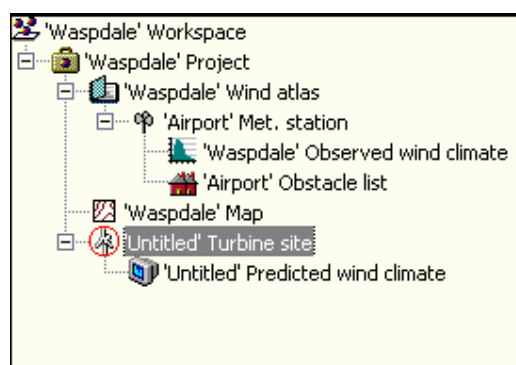 'Waspdale' Workspace
'Waspdale' Project
'Waspdale' Wind atlas
'Airport' Met. station
'Waspdale' Observed wind climate
'Airport' Obstacle list
'Waspdale' Map
'Untitled' Turbine site
'Untitled' Predicted wind climate